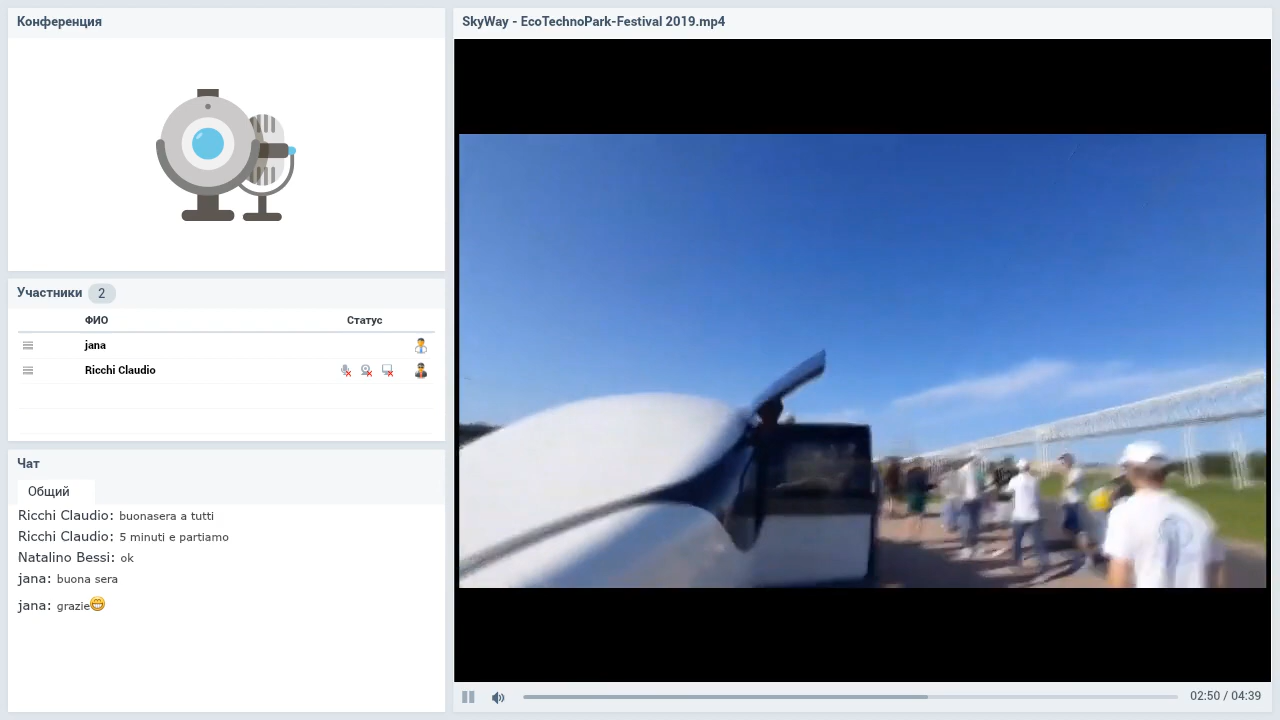 Конференция
SkyWay - EcoTechnoPark-Festival 2019.mp4
Участники 2
ФИО Статус
jana
Ricchi Claudio
Чат
Общий
Ricchi Claudio: buonasera a tutti
Ricchi Claudio: 5 minuti e partiamo
Natalino Bessi: ok
jana: buona sera
jana: grazie
02:50 / 04:39